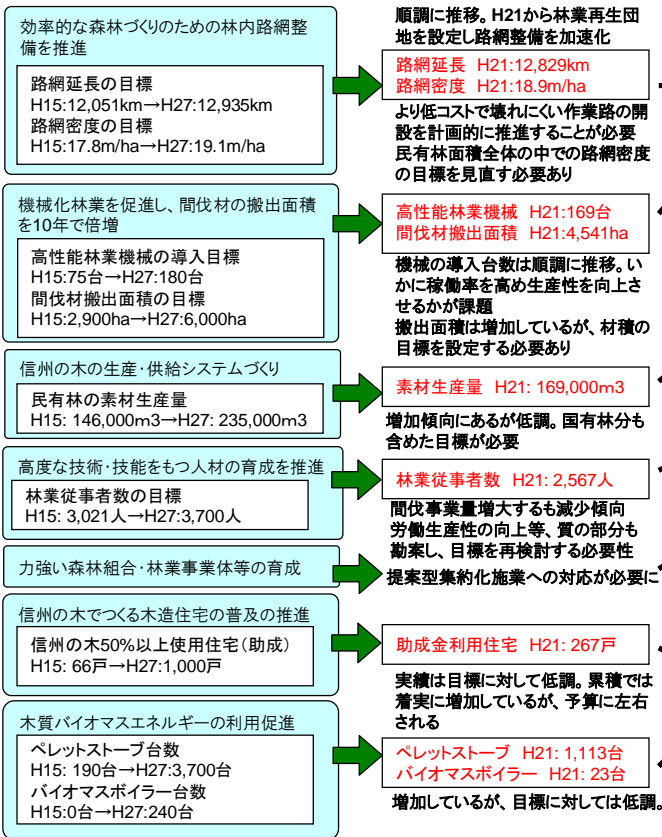 効率的な森林づくりのための林内路網整
備を推進
路網延長の目標
H15:12,051km→H27:12,935km
路網密度の目標
H15:17.8m/ha→H27:19.1m/ha
順調に推移。H21から林業再生団
地を設定し路網整備を加速化
路網延長 H21:12,829km
路網密度 H21:18.9m/ha
より低コストで壊れにくい作業路の開
設を計画的に推進することが必要
民有林面積全体の中での路網密度
の目標を見直す必要あり
機械化林業を促進し、間伐材の搬出面積
を10年で倍増
高性能林業機械の導入目標
H15:75台→H27:180台
間伐材搬出面積の目標
H15:2,900ha→H27:6,000ha
高性能林業機械 H21:169台
間伐材搬出面積 H21:4,541ha
機械の導入台数は順調に推移。い
かに稼働率を高め生産性を向上さ
せるかが課題
搬出面積は増加しているが、材積の
目標を設定する必要あり
信州の木の生産・供給システムづくり
民有林の素材生産量
H15: 146,000m3→H27: 235,000m3
素材生産量 H21: 169,000m3
増加傾向にあるが低調。国有林分も
含めた目標が必要
高度な技術・技能をもつ人材の育成を推進
林業従事者数の目標
H15: 3,021人→H27:3,700人
林業従事者数 H21: 2,567人
間伐事業量増大するも減少傾向
労働生産性の向上等、質の部分も
勘案し、目標を再検討する必要性
力強い森林組合・林業事業体等の育成
提案型集約化施業への対応が必要に
信州の木でつくる木造住宅の普及の推進
信州の木50%以上使用住宅(助成)
H15: 66戸→H27:1,000戸
助成金利用住宅 H21: 267戸
実績は目標に対して低調。累積では
着実に増加しているが、予算に左右
される
木質バイオマスエネルギーの利用促進
ペレットストーブ台数
H15: 190台→H27:3,700台
バイオマスボイラー台数
H15:0台→H27:240台
ペレットストーブ H21: 1,113台
バイオマスボイラー H21: 23台
増加しているが、目標に対しては低調。